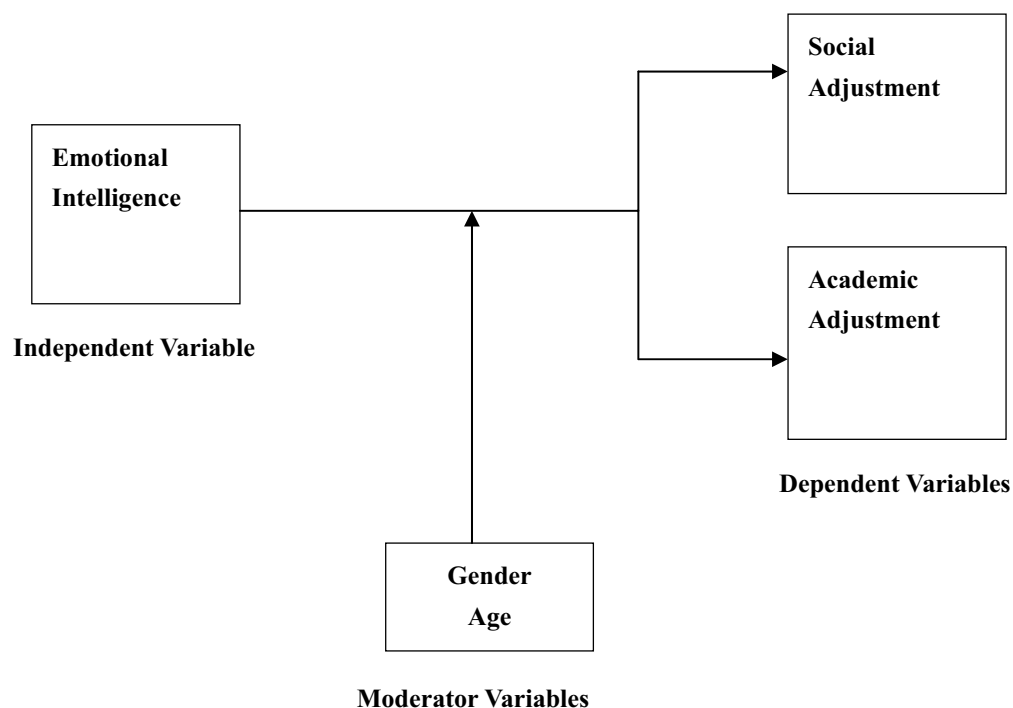 Social
Adjustment
Emotional
Intelligence
Independent Variable
Academic
Adjustment
Dependent Variables
Gender
Age
Moderator Variables